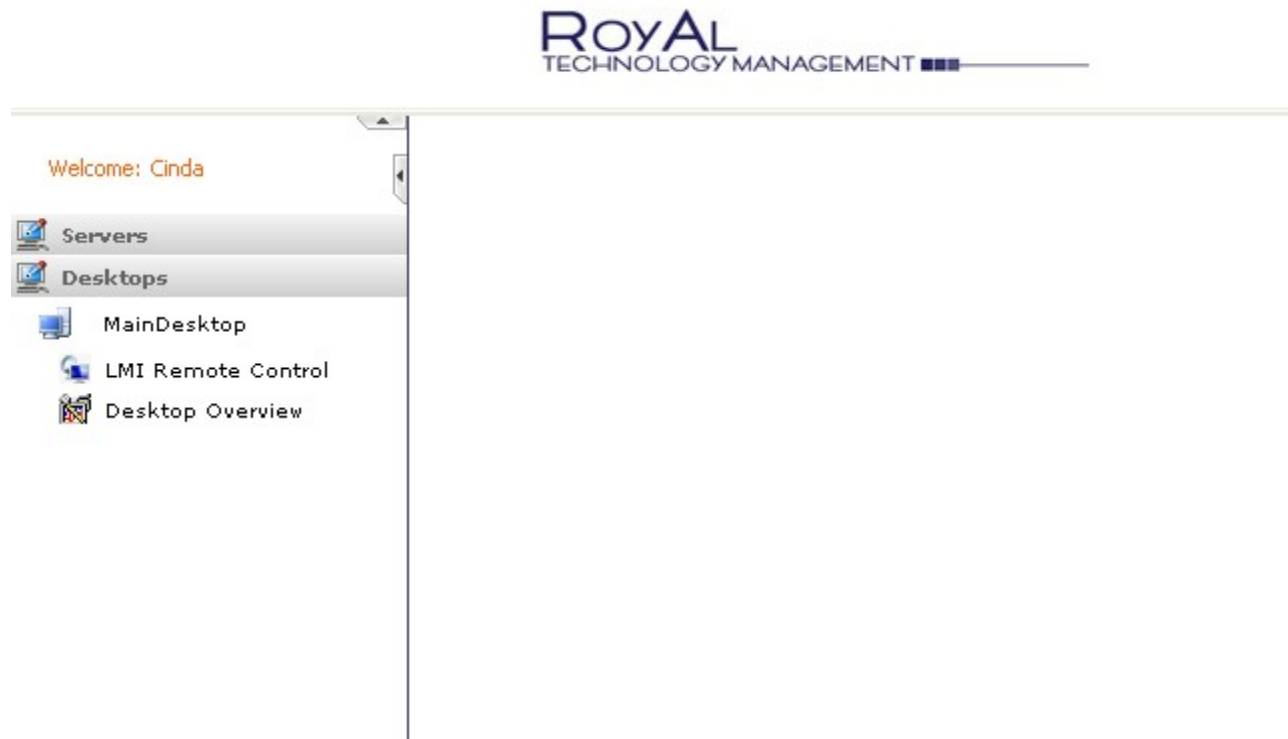 ROYAL
TECHNOLOGY MANAGEMENT
Welcome: Cinda
Servers
Desktops
MainDesktop
LMI Remote Control
Desktop Overview